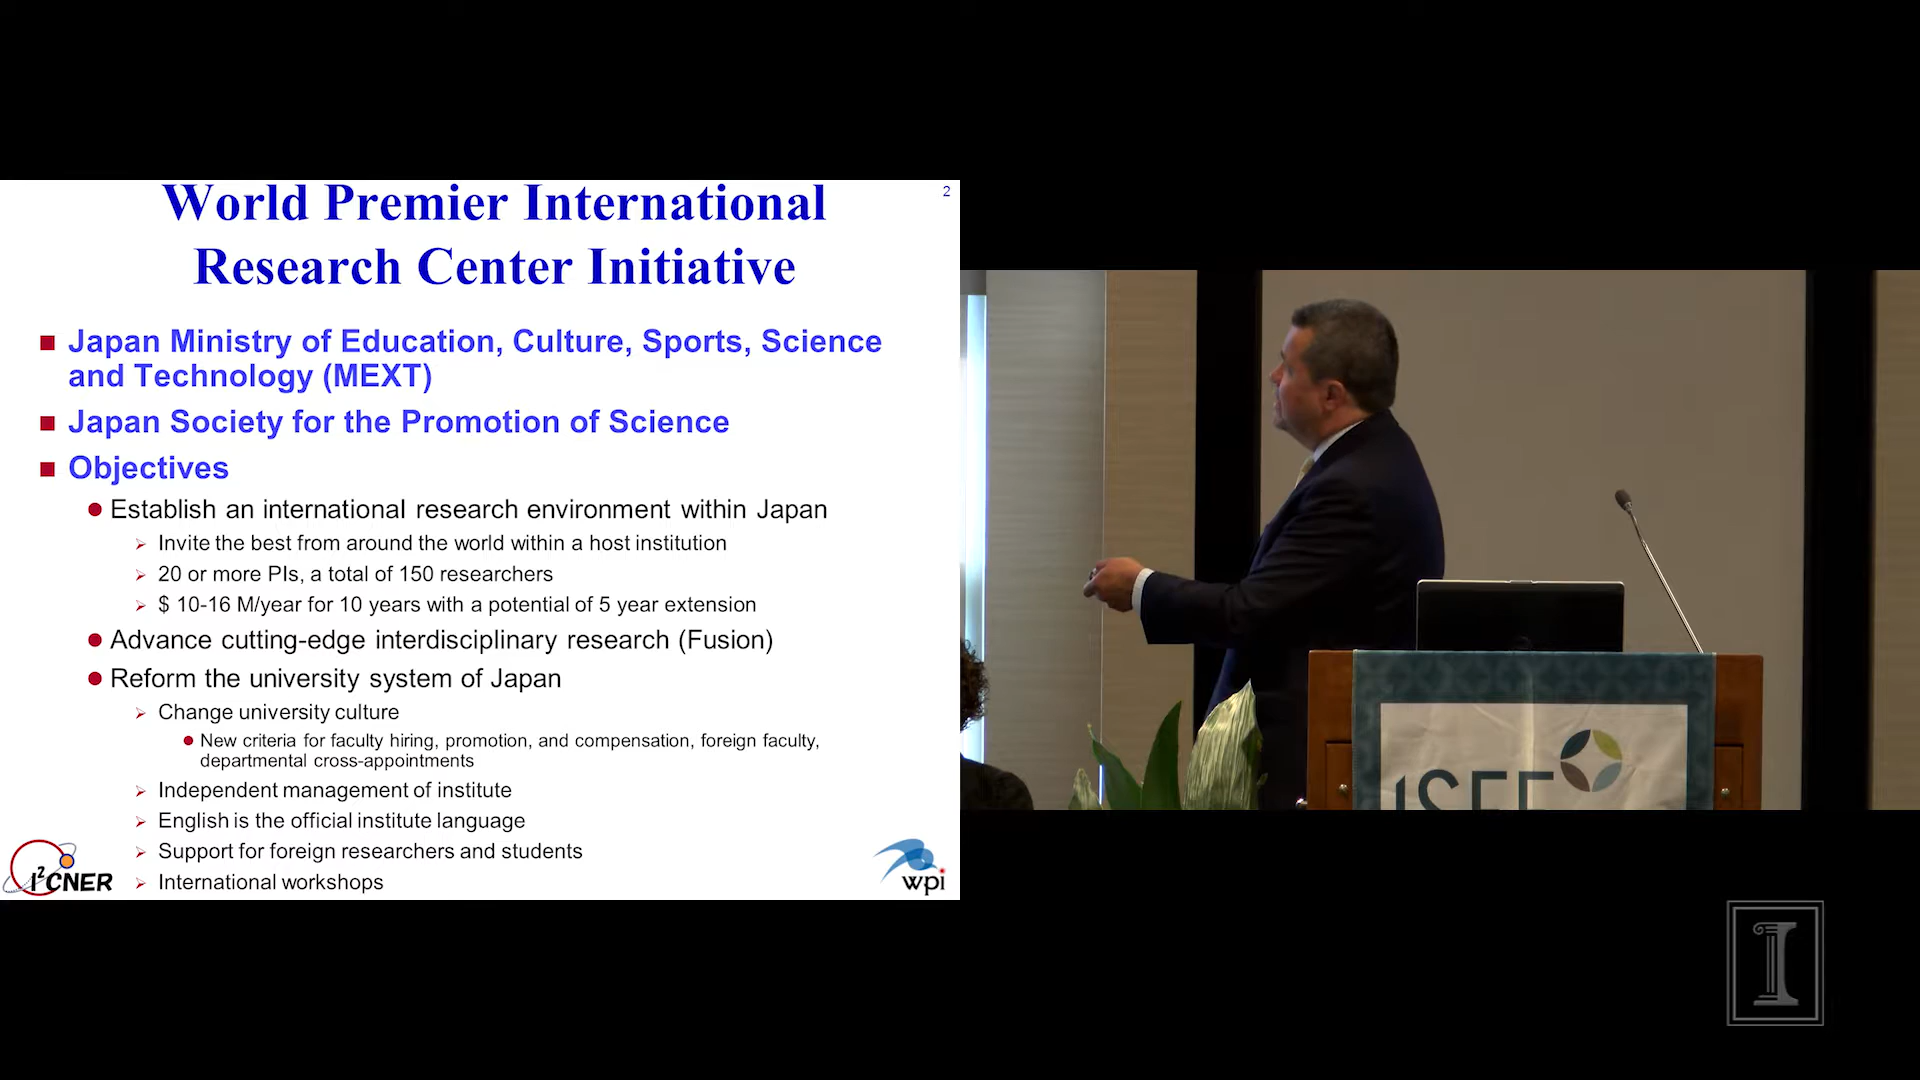 World Premier International
Research Center Initiative
2
Japan Ministry of Education, Culture, Sports, Science
and Technology (MEXT)
Japan Society for the Promotion of Science
Objectives
Establish an international research environment within Japan
Invite the best from around the world within a host institution
20 or more PIs, a total of 150 researchers
$ 10-16 M/year for 10 years with a potential of 5 year extension
Advance cutting-edge interdisciplinary research (Fusion)
Reform the university system of Japan
Change university culture
New criteria for faculty hiring, promotion, and compensation, foreign faculty,
departmental cross-appointments
Independent management of institute
English is the official institute language
Support for foreign researchers and students
International workshops
I²CNER
wpi
ISEE
I